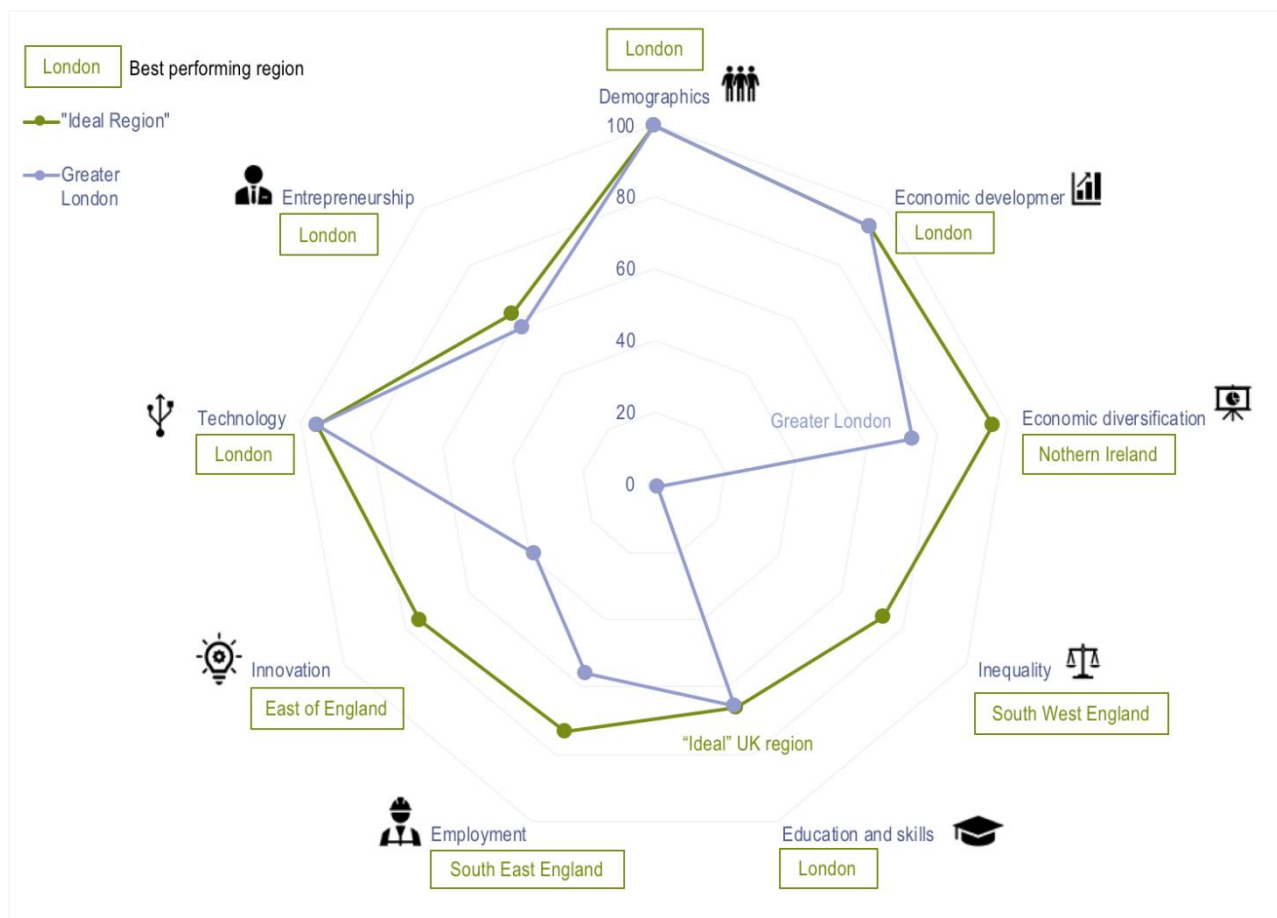 London
Best performing region
"Ideal Region"
Greater
London
London
Demographics
100
80
60
40
20
0
Entrepreneurship
London
Economic developmer
London
Technology
London
Greater London
Economic diversification
Nothern Ireland
Innovation
East of England
Inequality
South West England
“Ideal” UK region
Employment
South East England
Education and skills
London